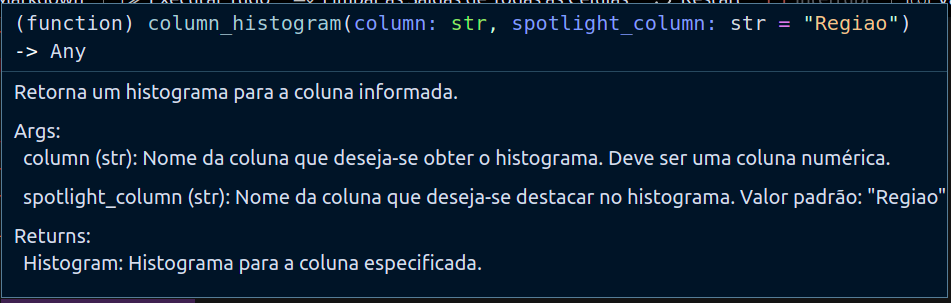 (function) column_histogram(column: str, spotlight_column: str = "Regiao")
-> Any
Retorna um histograma para a coluna informada.
Args:
column (str): Nome da coluna que deseja-se obter o histograma. Deve ser uma coluna numérica.
spotlight_column (str): Nome da coluna que deseja-se destacar no histograma. Valor padrão: "Regiao"
Returns:
Histogram: Histograma para a coluna especificada.